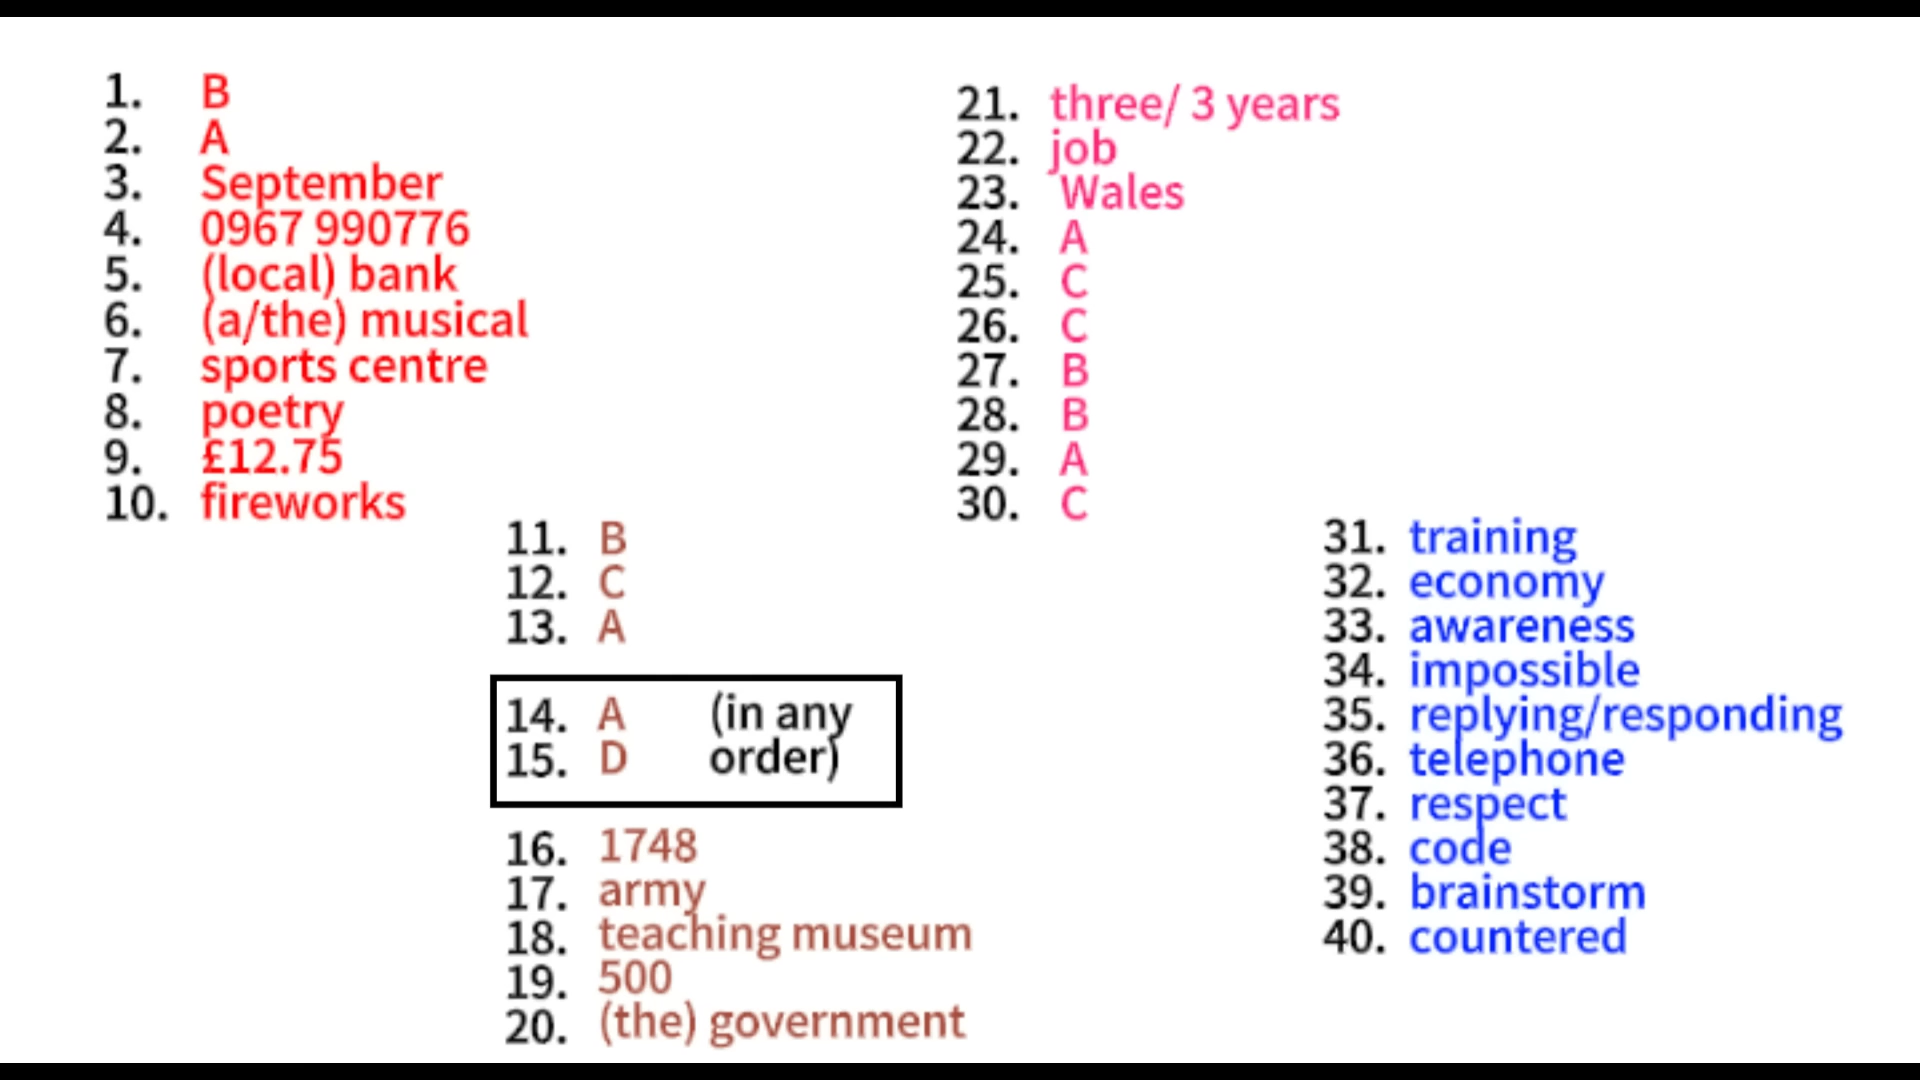 1. B
2. A
3. September
4. 0967 990776
5. (local) bank
6. (a/the) musical
7. sports centre
8. poetry
9. £12.75
10. fireworks
11. B
12. C
13. A
14. A (in any
15. D order)
16. 1748
17. army
18. teaching museum
19. 500
20. (the) government
21. three/ 3 years
22. job
23. Wales
24. A
25. C
26. C
27. B
28. B
29. A
30. C
31. training
32. economy
33. awareness
34. impossible
35. replying/responding
36. telephone
37. respect
38. code
39. brainstorm
40. countered